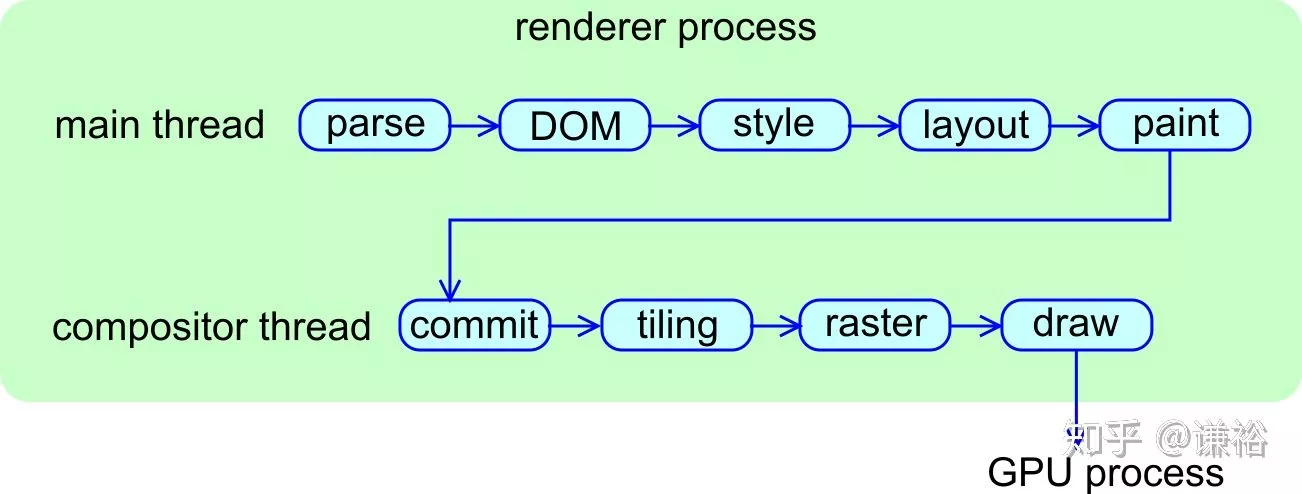 renderer process
main thread
parse
DOM
style
layout
paint
compositor thread
commit
tiling
raster
draw
知乎 @谦裕
GPU process